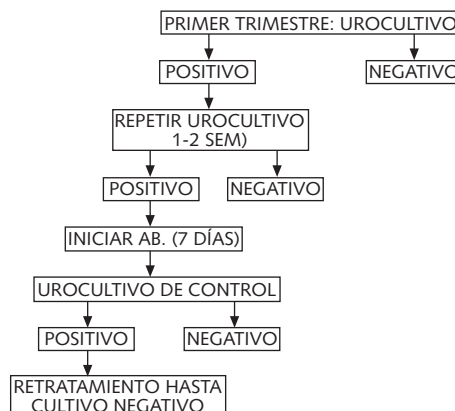 PRIMER TRIMESTRE: UROCULTIVO
POSITIVO
NEGATIVO
REPETIR UROCULTIVO
1-2 SEM)
POSITIVO
NEGATIVO
INICIAR AB. (7 DÍAS)
UROCULTIVO DE CONTROL
POSITIVO
NEGATIVO
RETRATAMIENTO HASTA
CULTIVO NEGATIVO